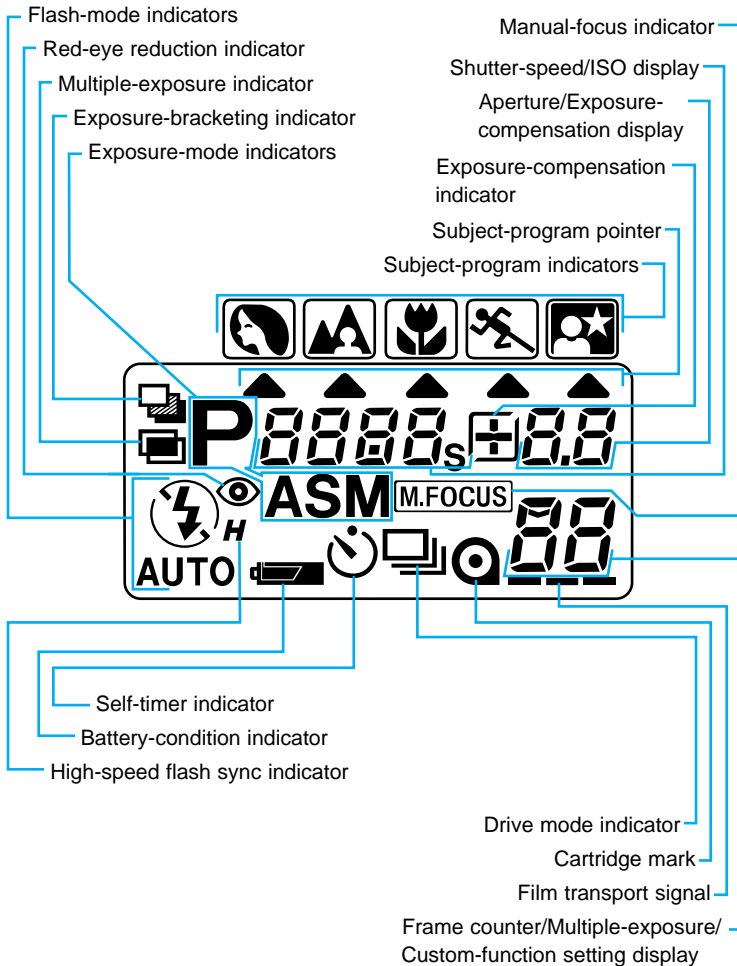 Flash-mode indicators
Red-eye reduction indicator
Multiple-exposure indicator
Exposure-bracketing indicator
Exposure-mode indicators
Manual-focus indicator
Shutter-speed/ISO display
Aperture/Exposure-
compensation display
Exposure-compensation
indicator
Subject-program pointer
Subject-program indicators
P 8888s 8.8
ASM M.FOCUS
H
AUTO 88
Self-timer indicator
Battery-condition indicator
High-speed flash sync indicator
Drive mode indicator
Cartridge mark
Film transport signal
Frame counter/Multiple-exposure/
Custom-function setting display